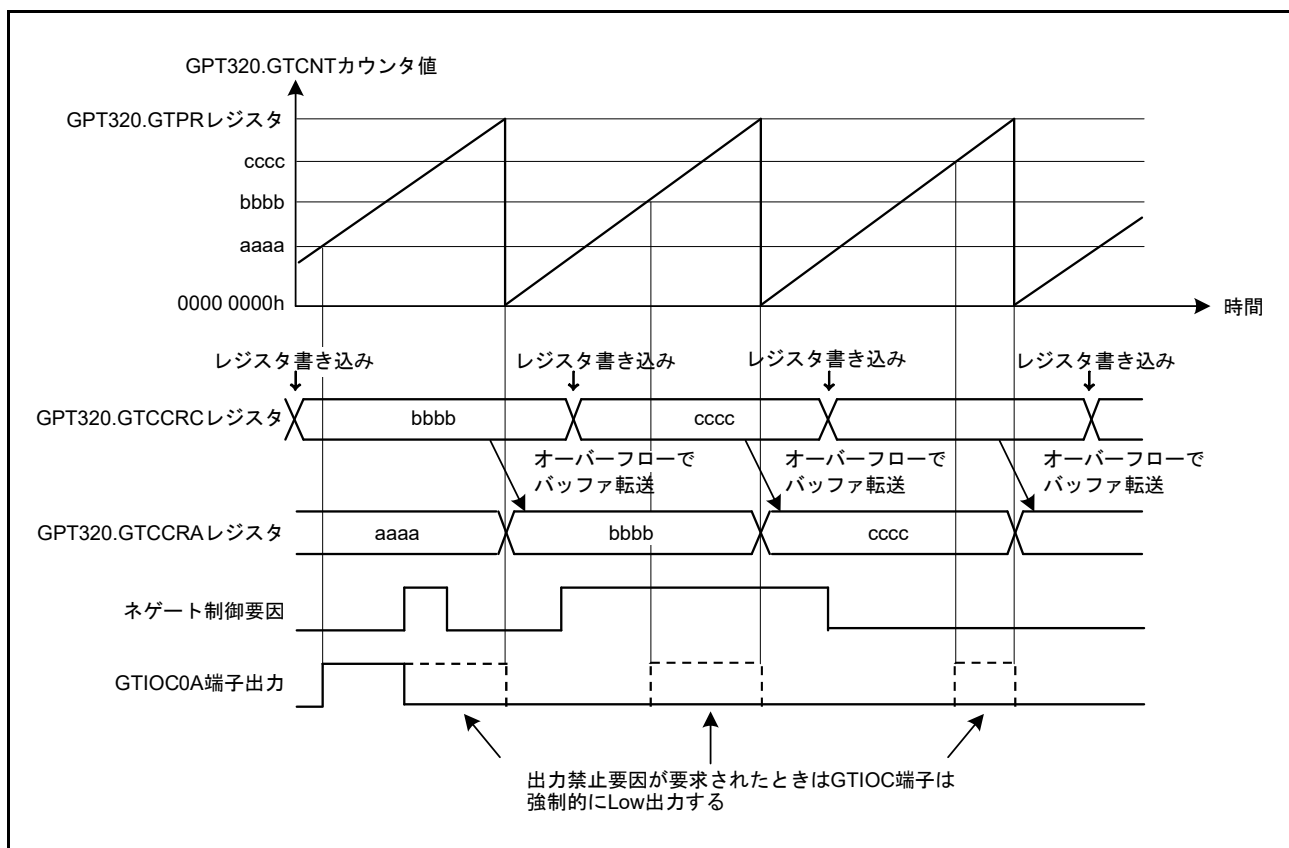 GPT320.GTCNTカウンタ値
GPT320.GTPRレジスタ
cccc
bbbb
aaaa
0000 0000h
時間
レジスタ書き込み
レジスタ書き込み
レジスタ書き込み
レジスタ書き込み
GPT320.GTCCRCレジスタ
bbbb
cccc
オーバーフローで
バッファ転送
オーバーフローで
バッファ転送
オーバーフローで
バッファ転送
GPT320.GTCCRAレジスタ
aaaa
bbbb
cccc
ネゲート制御要因
GTIOC0A端子出力
出力禁止要因が要求されたときはGTIOC端子は
強制的にLow出力する